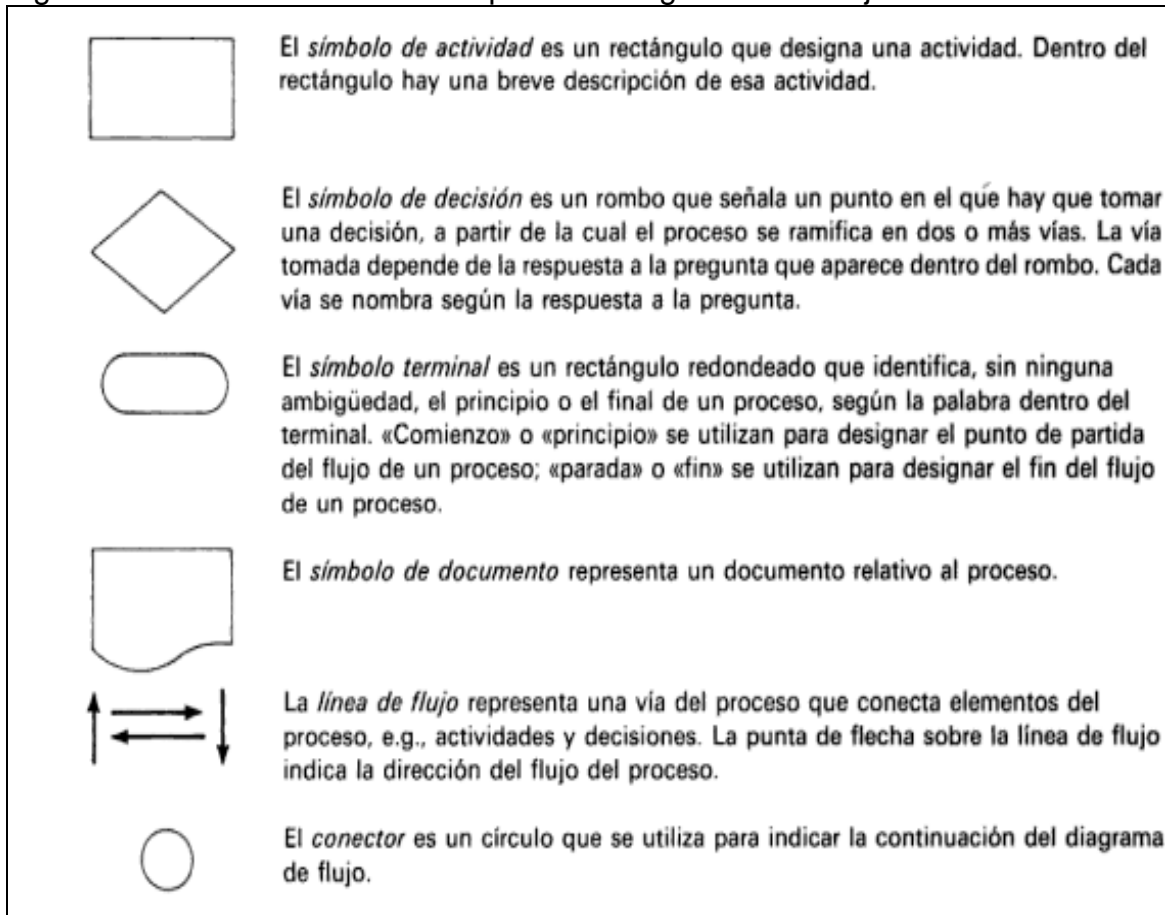 El símbolo de actividad es un rectángulo que designa una actividad. Dentro del
rectángulo hay una breve descripción de esa actividad.
El símbolo de decisión es un rombo que señala un punto en el que hay que tomar
una decisión, a partir de la cual el proceso se ramifica en dos o más vías. La vía
tomada depende de la respuesta a la pregunta que aparece dentro del rombo. Cada
vía se nombra según la respuesta a la pregunta.
El símbolo terminal es un rectángulo redondeado que identifica, sin ninguna
ambigüedad, el principio o el final de un proceso, según la palabra dentro del
terminal. «Comienzo» o «principio» se utilizan para designar el punto de partida
del flujo de un proceso; «parada» o «fin» se utilizan para designar el fin del flujo
de un proceso.
El símbolo de documento representa un documento relativo al proceso.
La línea de flujo representa una vía del proceso que conecta elementos del
proceso, e.g., actividades y decisiones. La punta de flecha sobre la línea de flujo
indica la dirección del flujo del proceso.
El conector es un círculo que se utiliza para indicar la continuación del diagrama
de flujo.